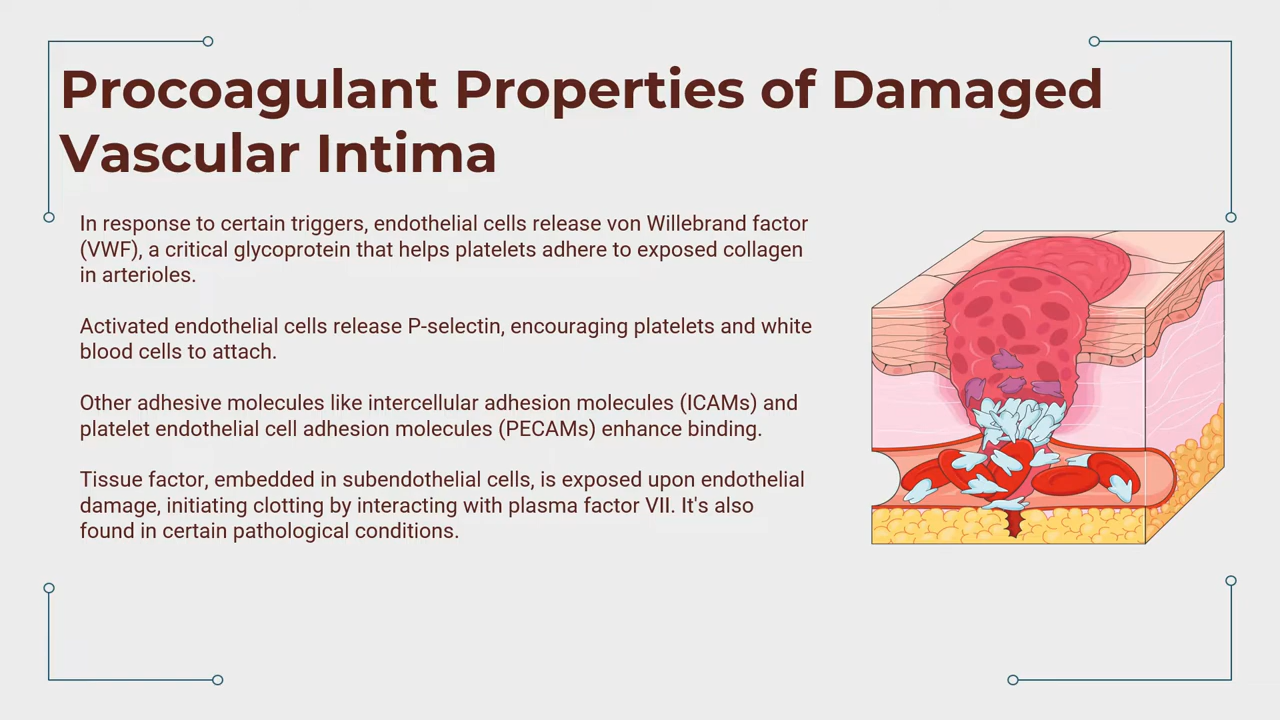 Procoagulant Properties of Damaged
Vascular Intima
In response to certain triggers, endothelial cells release von Willebrand factor
(VWF), a critical glycoprotein that helps platelets adhere to exposed collagen
in arterioles.
Activated endothelial cells release P-selectin, encouraging platelets and white
blood cells to attach.
Other adhesive molecules like intercellular adhesion molecules (ICAMs) and
platelet endothelial cell adhesion molecules (PECAMs) enhance binding.
Tissue factor, embedded in subendothelial cells, is exposed upon endothelial
damage, initiating clotting by interacting with plasma factor VII. It's also
found in certain pathological conditions.